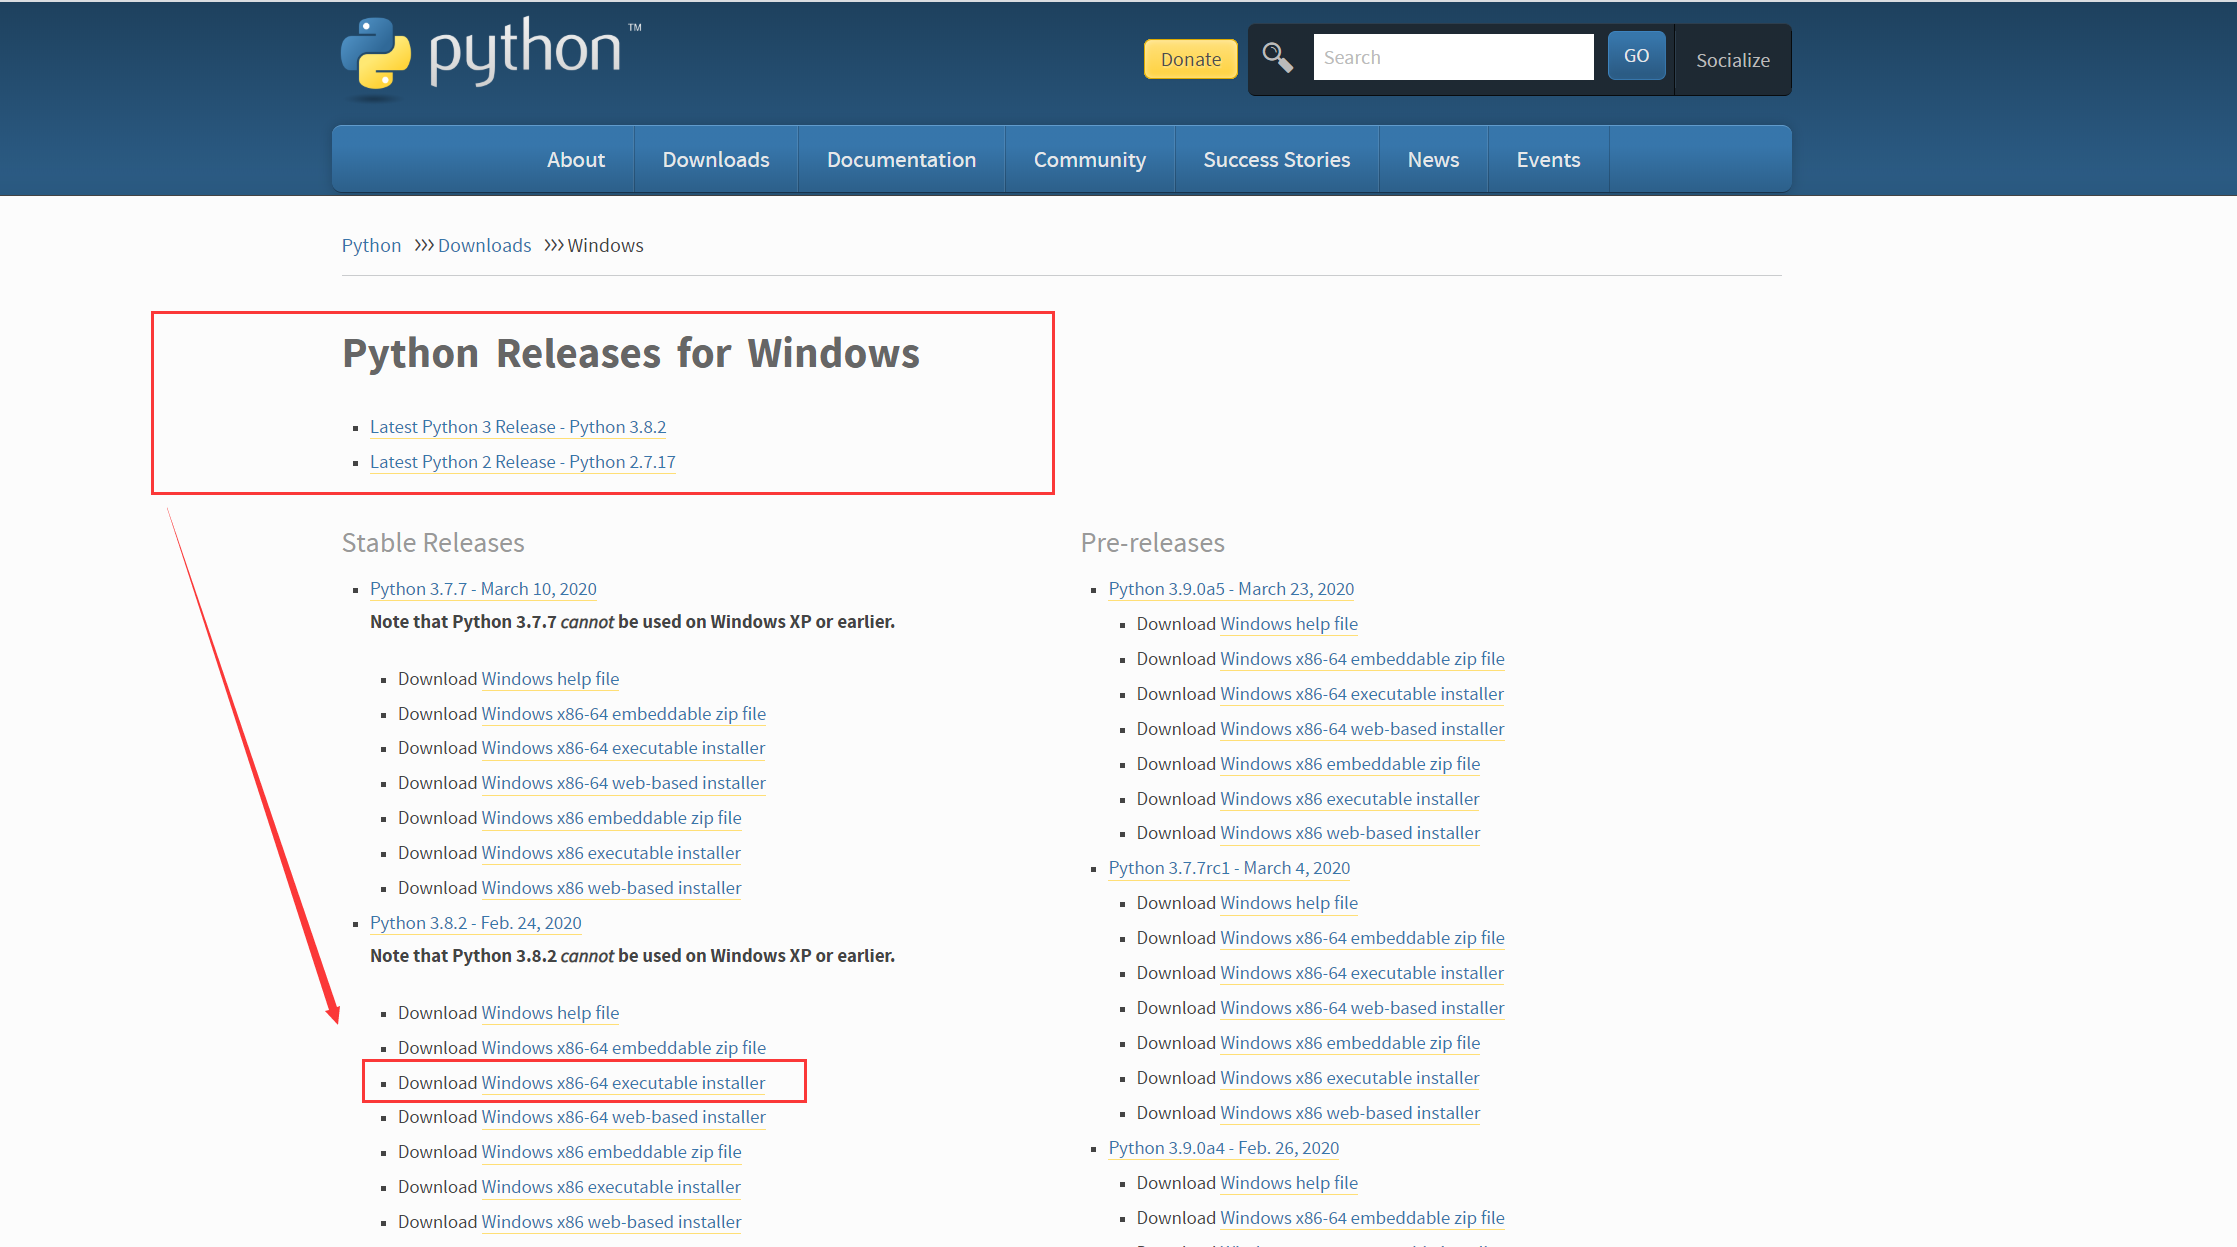 python™
Donate
Search
GO
Socialize
About
Downloads
Documentation
Community
Success Stories
News
Events
Python >>> Downloads >>> Windows
Python Releases for Windows
Latest Python 3 Release - Python 3.8.2
Latest Python 2 Release - Python 2.7.17
Stable Releases
Python 3.7.7 - March 10, 2020
Note that Python 3.7.7 cannot be used on Windows XP or earlier.
Download Windows help file
Download Windows x86-64 embeddable zip file
Download Windows x86-64 executable installer
Download Windows x86-64 web-based installer
Download Windows x86 embeddable zip file
Download Windows x86 executable installer
Download Windows x86 web-based installer
Python 3.8.2 - Feb. 24, 2020
Note that Python 3.8.2 cannot be used on Windows XP or earlier.
Download Windows help file
Download Windows x86-64 embeddable zip file
Download Windows x86-64 executable installer
Download Windows x86-64 web-based installer
Download Windows x86 embeddable zip file
Download Windows x86 executable installer
Download Windows x86 web-based installer
Pre-releases
Python 3.9.0a5 - March 23, 2020
Download Windows help file
Download Windows x86-64 embeddable zip file
Download Windows x86-64 executable installer
Download Windows x86-64 web-based installer
Download Windows x86 embeddable zip file
Download Windows x86 executable installer
Download Windows x86 web-based installer
Python 3.7.7rc1 - March 4, 2020
Download Windows help file
Download Windows x86-64 embeddable zip file
Download Windows x86-64 executable installer
Download Windows x86-64 web-based installer
Download Windows x86 embeddable zip file
Download Windows x86 executable installer
Download Windows x86 web-based installer
Python 3.9.0a4 - Feb. 26, 2020
Download Windows help file
Download Windows x86-64 embeddable zip file